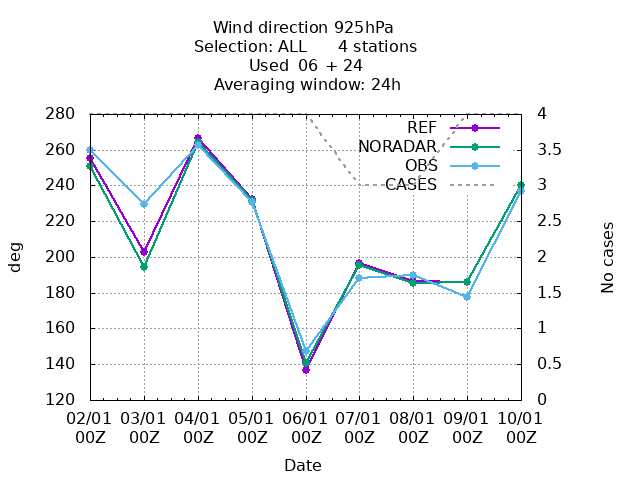 Wind direction 925hPa
Selection: ALL 4 stations
Used 06 + 24
Averaging window: 24h
280
260
240
220
200
180
160
140
120
deg
4
3.5
3
2.5
2
1.5
1
0.5
0
No cases
REF
NORADAR
OBS
CASES
02/01 03/01 04/01 05/01 06/01 07/01 08/01 09/01 10/01
00Z 00Z 00Z 00Z 00Z 00Z 00Z 00Z 00Z
Date